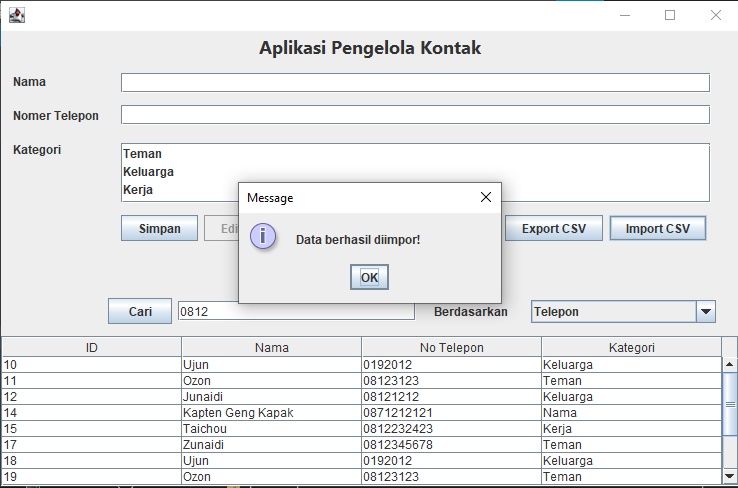 Aplikasi Pengelola Kontak
Nama
Nomer Telepon
Kategori
Teman
Keluarga
Kerja
Message
Data berhasil diimpor!
OK
Simpan
Edi
Export CSV
Import CSV
Cari
0812
Berdasarkan
Telepon
ID Nama No Telepon Kategori
10 Ujun 0192012 Keluarga
11 Ozon 08123123 Teman
12 Junaidi 08121212 Keluarga
14 Kapten Geng Kapak 0871212121 Nama
15 Taichou 0812232423 Kerja
17 Zunaidi 0812345678 Teman
18 Ujun 0192012 Keluarga
19 Ozon 08123123 Teman